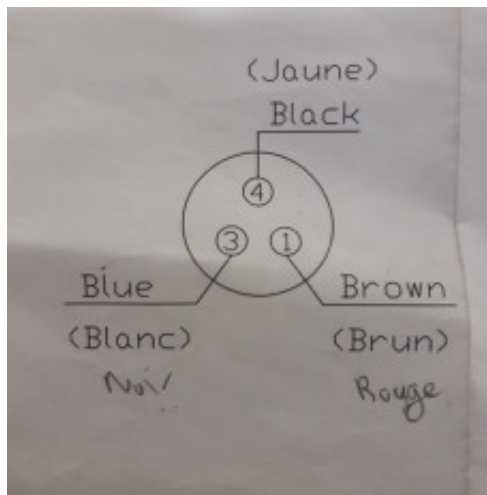 (Jaune)
Black
4
3
1
Blue
Brown
(Blanc)
(Brun)
Noir
Rouge